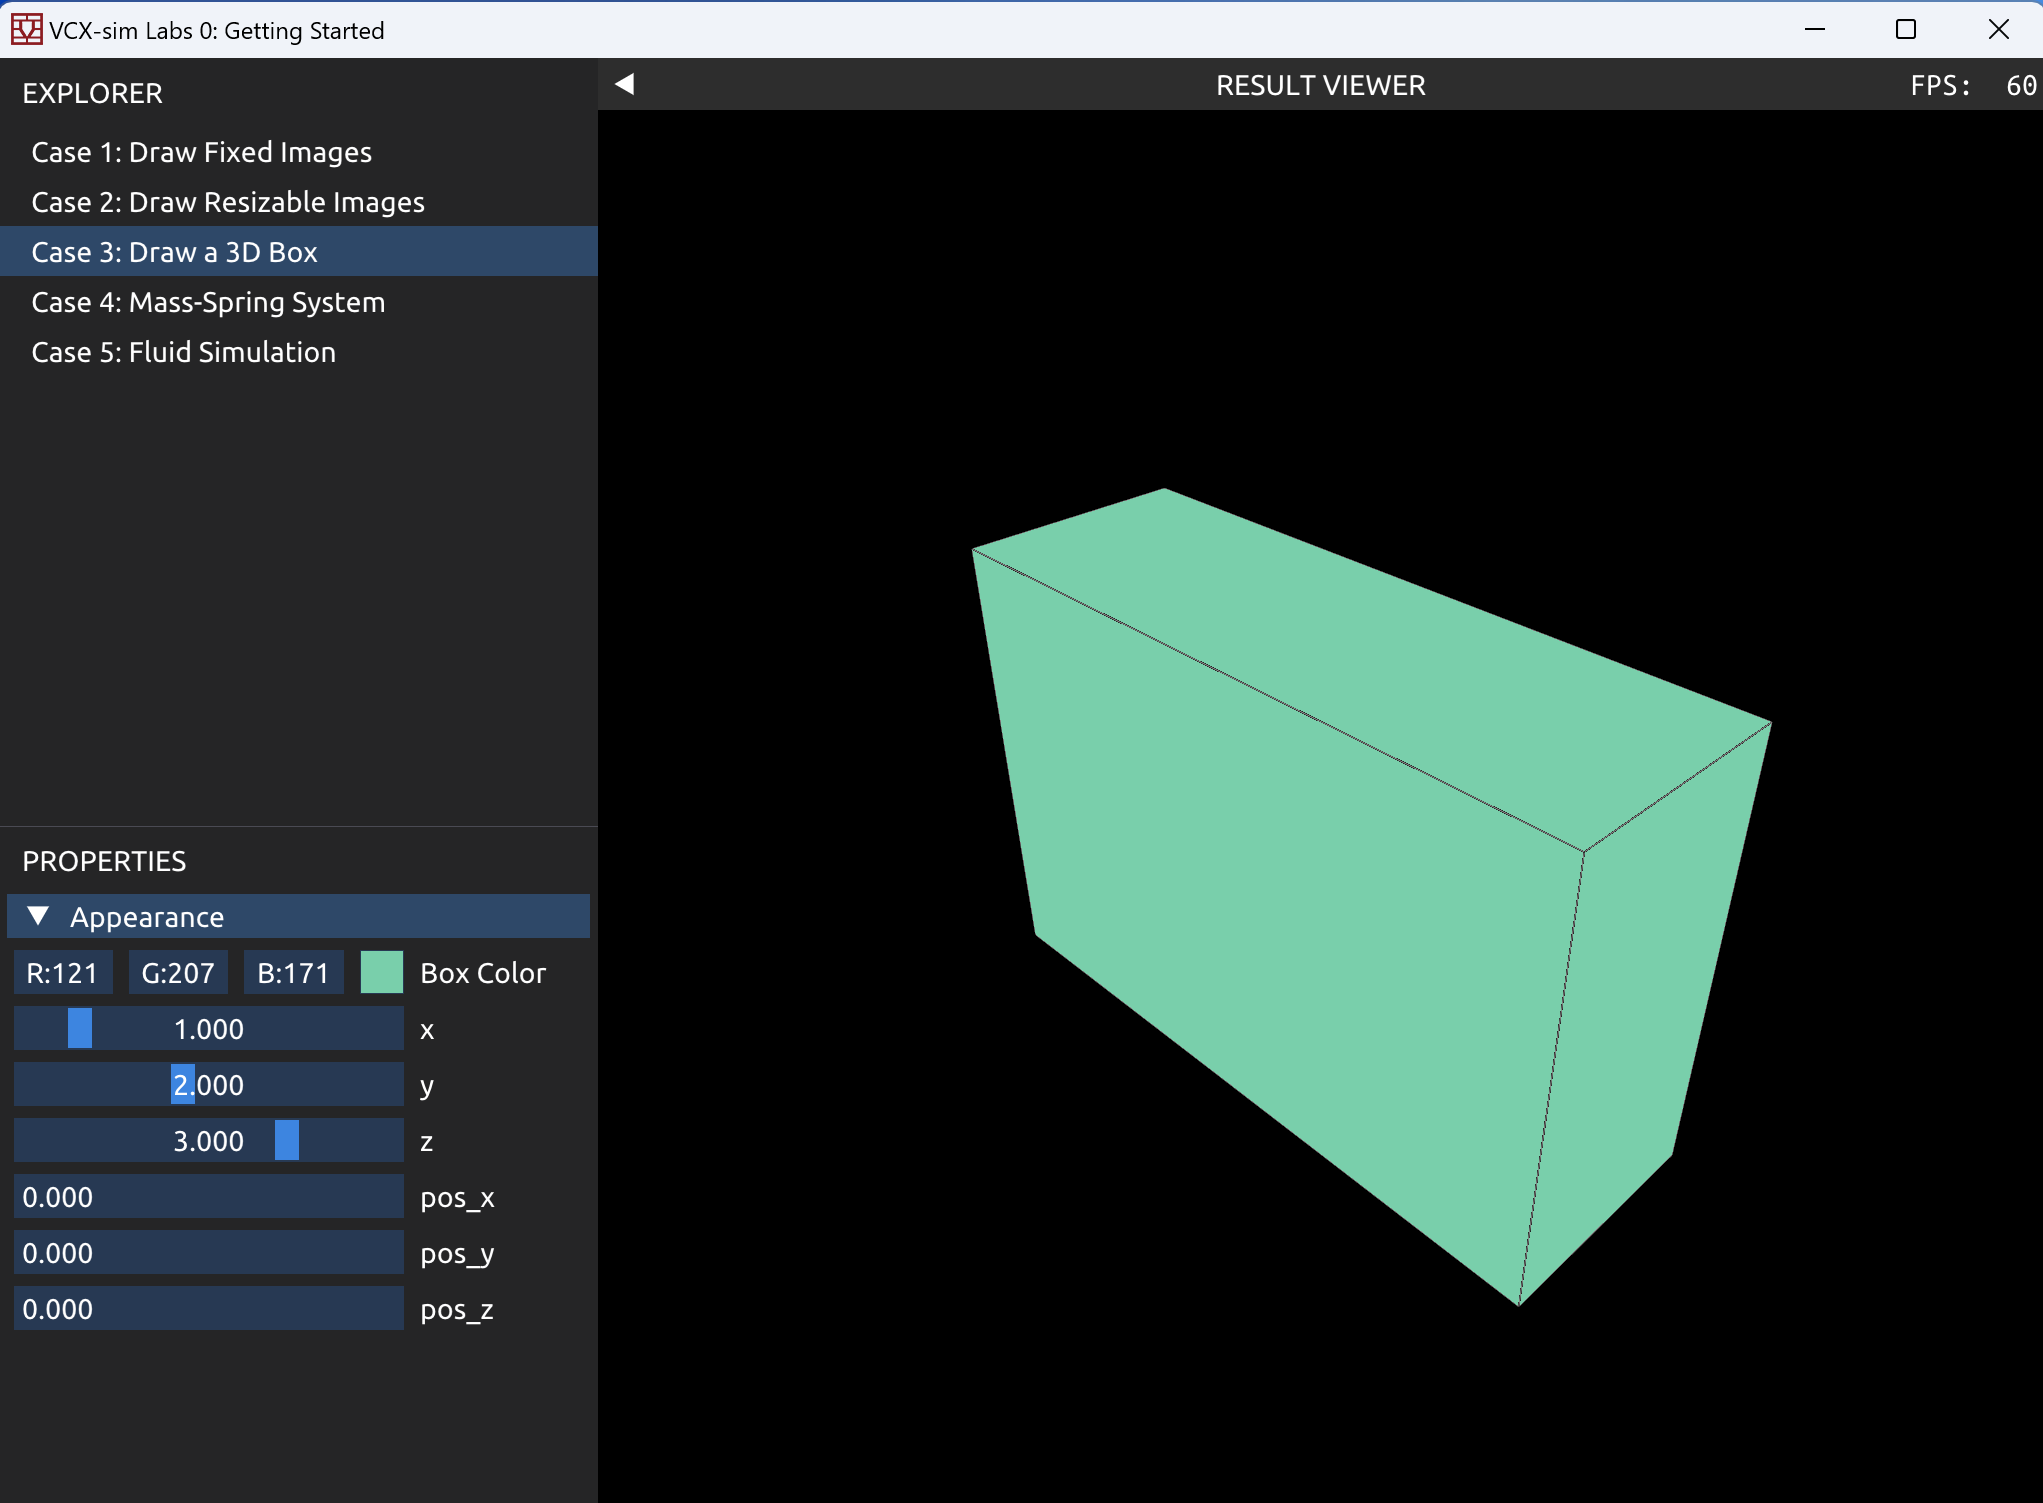 VCX-sim Labs 0: Getting Started
EXPLORER
Case 1: Draw Fixed Images
Case 2: Draw Resizable Images
Case 3: Draw a 3D Box
Case 4: Mass-Spring System
Case 5: Fluid Simulation
PROPERTIES
Appearance
R:121 G:207 B:171 Box Color
1.000 x
2.000 y
3.000 z
0.000 pos_x
0.000 pos_y
0.000 pos_z
RESULT VIEWER FPS: 60